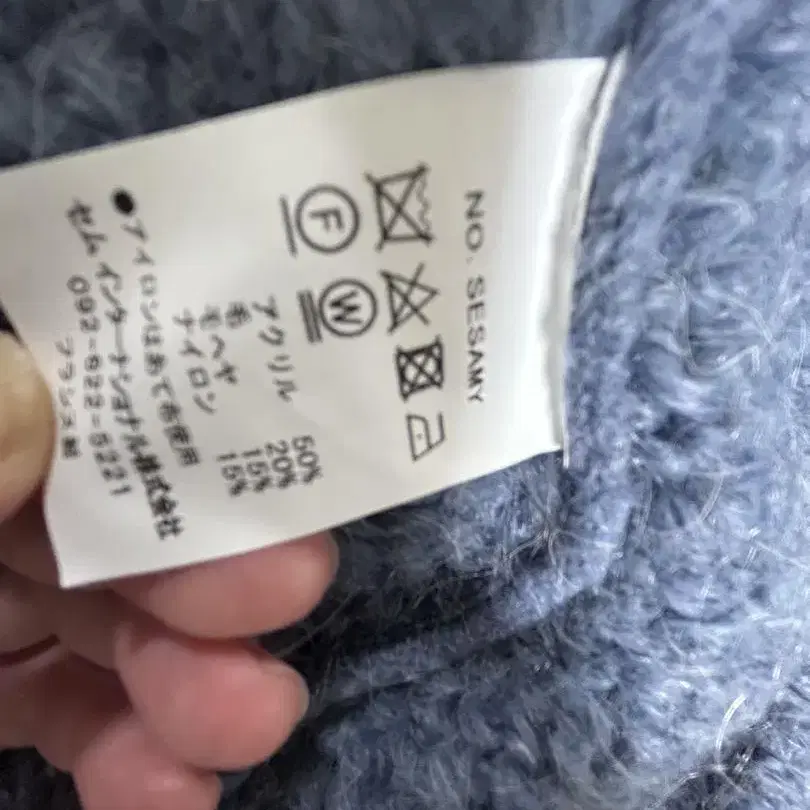 NO. SESAMY
F W
アクリル 50%
毛 20%
モヘヤ 15%
ナイロン 15%
●アイロンはあて布使用
セムインターナショナル株式会社
092-622-5221
フランス製